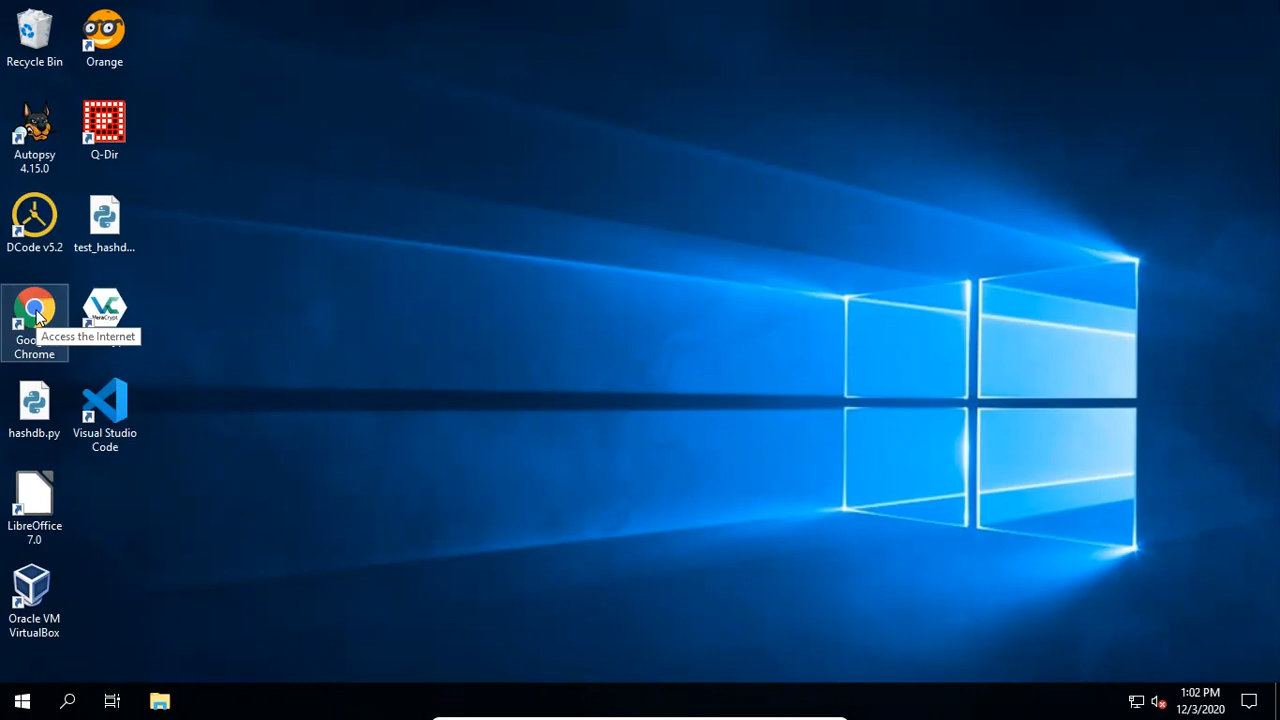 Recycle Bin
Orange
Autopsy
4.15.0
Q-Dir
DCode v5.2
test_hashd...
Access the Internet
Chrome
VeraCrypt
hashdb.py
Visual Studio
Code
LibreOffice
7.0
Oracle VM
VirtualBox
1:02 PM
12/3/2020